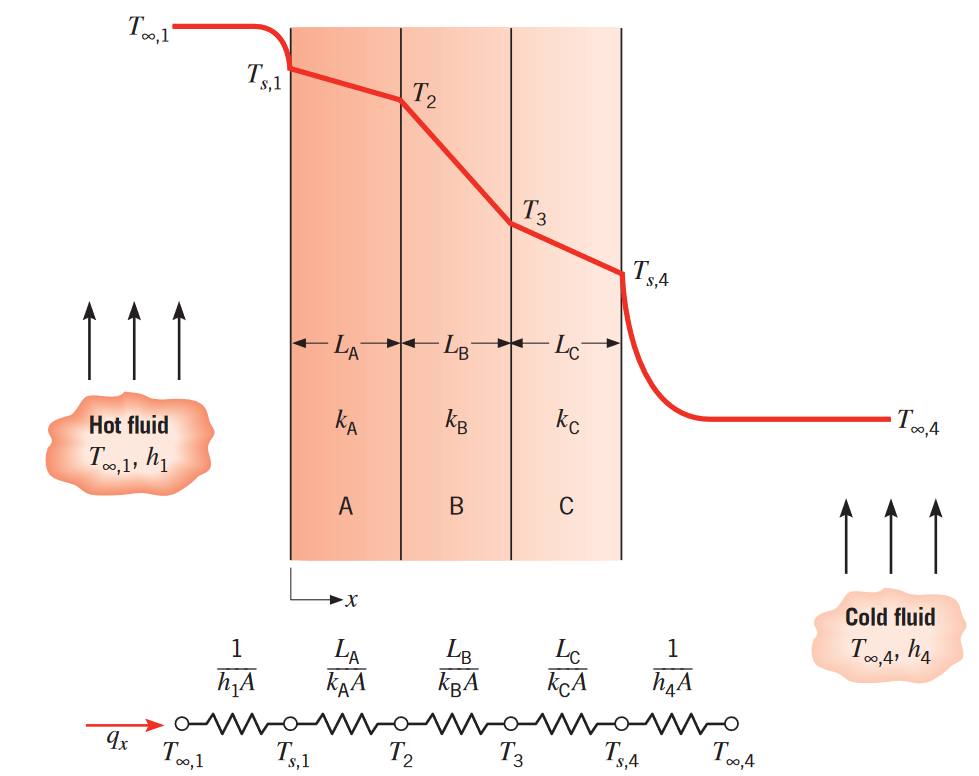 T∞,1
Ts,1
T2
T3
Ts,4
LA LB LC
Hot fluid
T∞,1, h1
kA kB kC
T∞,4
A B C
x
Cold fluid
T∞,4, h4
1/h1A LA/kAA LB/kBA LC/kCA 1/h4A
qx
T∞,1 Ts,1 T2 T3 Ts,4 T∞,4